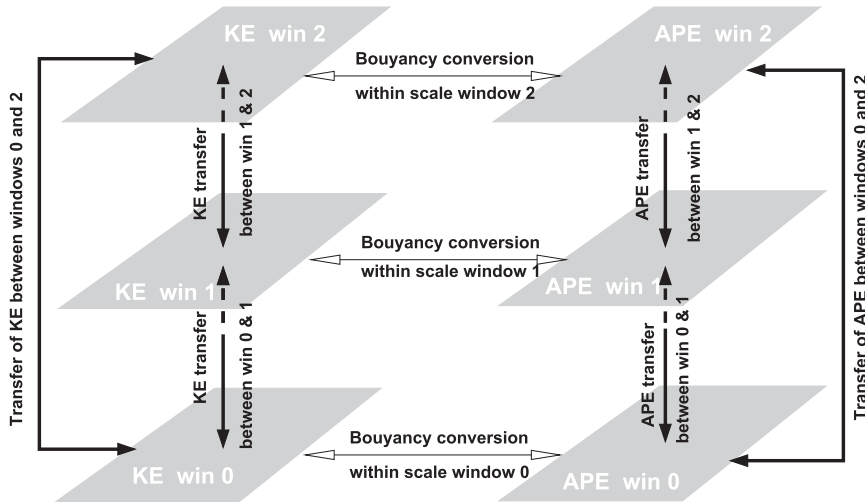 KE win 2
APE win 2
Bouyancy conversion
within scale window 2
Transfer of KE between windows 0 and 2
KE transfer
between win 1 & 2
APE transfer
between win 1 & 2
Transfer of APE between windows 0 and 2
Bouyancy conversion
within scale window 1
KE win 1
APE win 1
KE transfer
between win 0 & 1
APE transfer
between win 0 & 1
Bouyancy conversion
within scale window 0
KE win 0
APE win 0